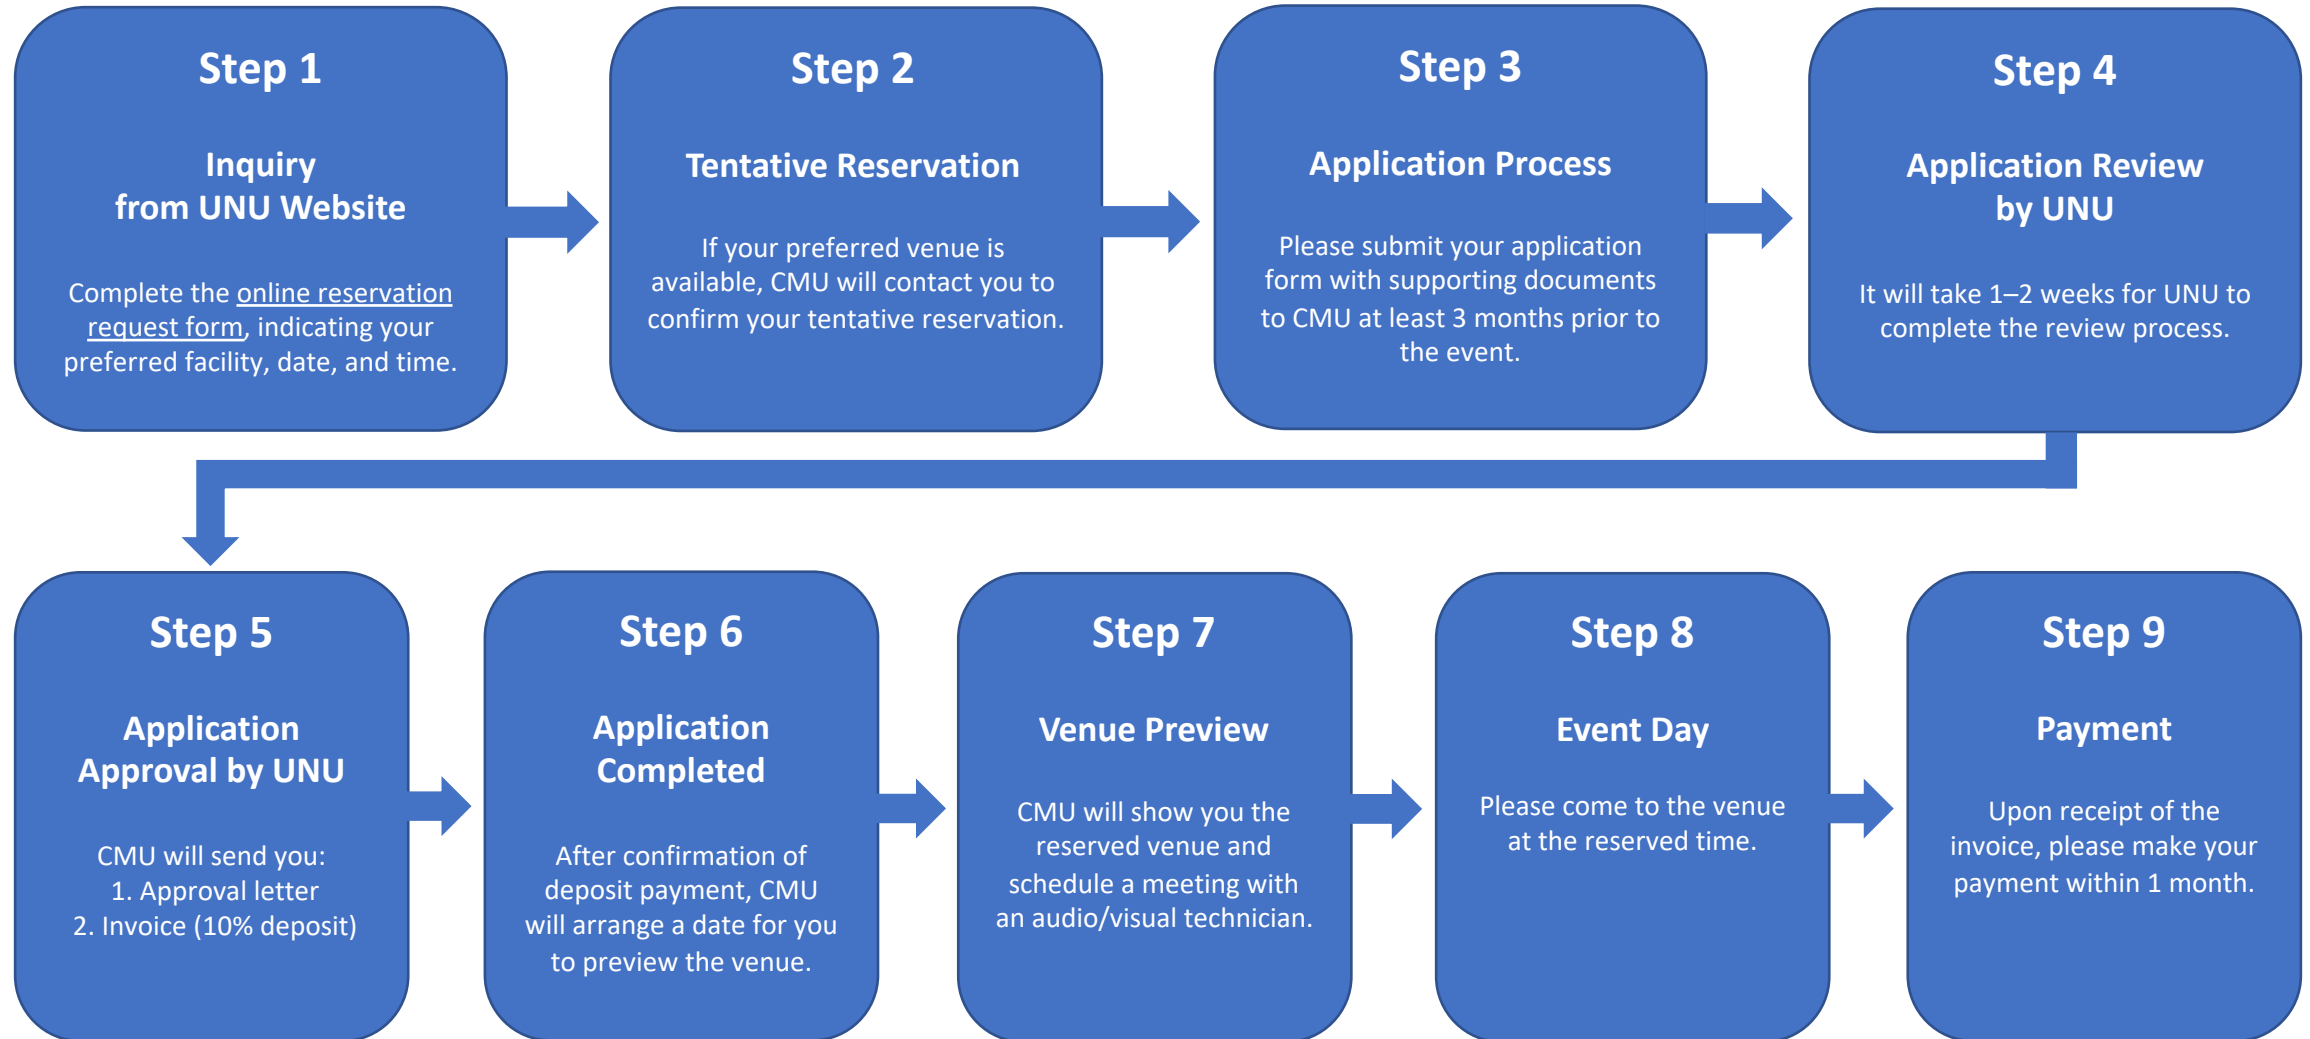 Step 1
Inquiry
from UNU Website
Complete the online reservation
request form, indicating your
preferred facility, date, and time.
Step 2
Tentative Reservation
If your preferred venue is
available, CMU will contact you to
confirm your tentative reservation.
Step 3
Application Process
Please submit your application
form with supporting documents
to CMU at least 3 months prior to
the event.
Step 4
Application Review
by UNU
It will take 1–2 weeks for UNU to
complete the review process.
Step 5
Application
Approval by UNU
CMU will send you:
1. Approval letter
2. Invoice (10% deposit)
Step 6
Application
Completed
After confirmation of
deposit payment, CMU
will arrange a date for you
to preview the venue.
Step 7
Venue Preview
CMU will show you the
reserved venue and
schedule a meeting with
an audio/visual technician.
Step 8
Event Day
Please come to the venue
at the reserved time.
Step 9
Payment
Upon receipt of the
invoice, please make your
payment within 1 month.